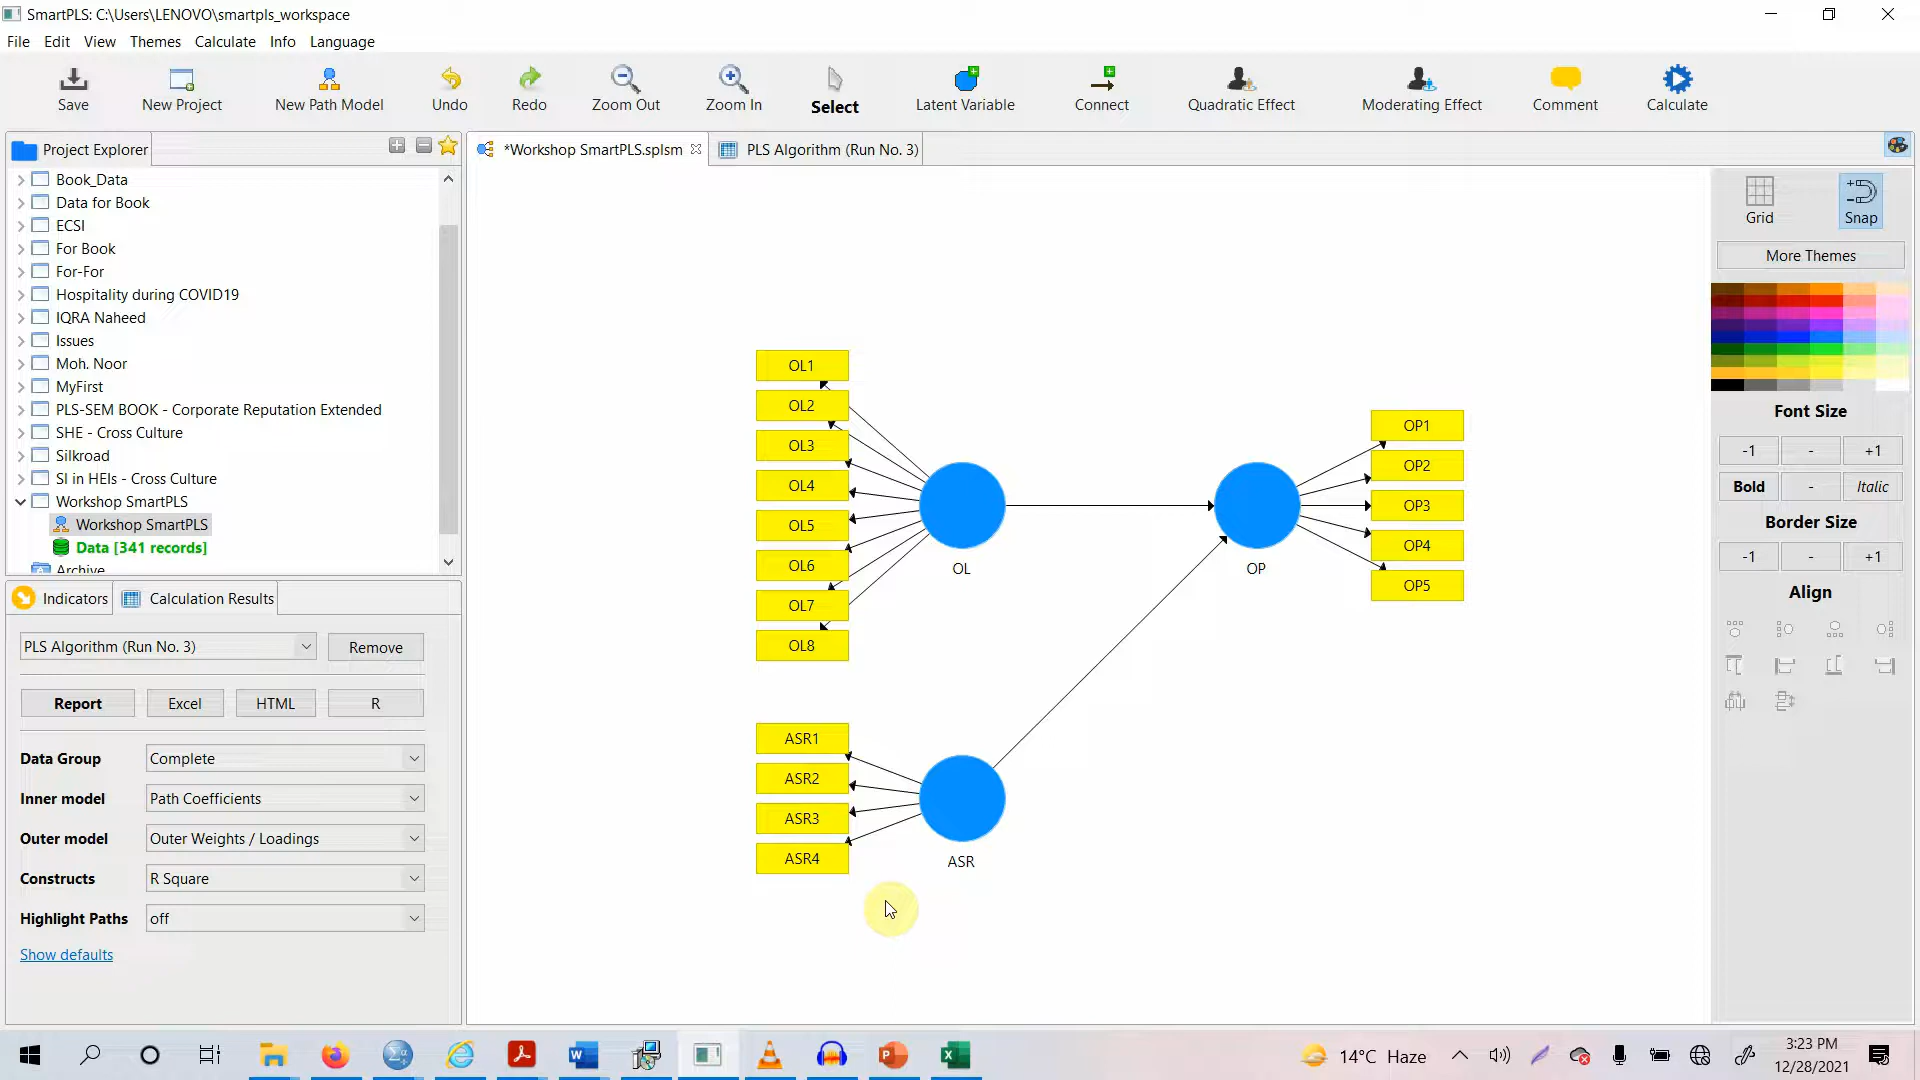 SmartPLS: C:\Users\LENOVO\smartpls_workspace
File Edit View Themes Calculate Info Language
Save New Project New Path Model Undo Redo Zoom Out Zoom In Select Latent Variable Connect Quadratic Effect Moderating Effect Comment Calculate
Project Explorer
*Workshop SmartPLS.splsm PLS Algorithm (Run No. 3)
Book_Data
Data for Book
ECSI
For Book
For-For
Hospitality during COVID19
IQRA Naheed
Issues
Moh. Noor
MyFirst
PLS-SEM BOOK - Corporate Reputation Extended
SHE - Cross Culture
Silkroad
SI in HEIs - Cross Culture
Workshop SmartPLS
Workshop SmartPLS
Data [341 records]
Archive
Indicators Calculation Results
PLS Algorithm (Run No. 3) Remove
Report Excel HTML R
Data Group Complete
Inner model Path Coefficients
Outer model Outer Weights / Loadings
Constructs R Square
Highlight Paths off
Show defaults
OL1
OL2
OL3
OL4
OL5
OL6
OL7
OL8
OL
OP
OP1
OP2
OP3
OP4
OP5
ASR1
ASR2
ASR3
ASR4
ASR
Grid Snap
More Themes
Font Size
-1 - +1
Bold - Italic
Border Size
-1 - +1
Align
14°C Haze
3:23 PM
12/28/2021